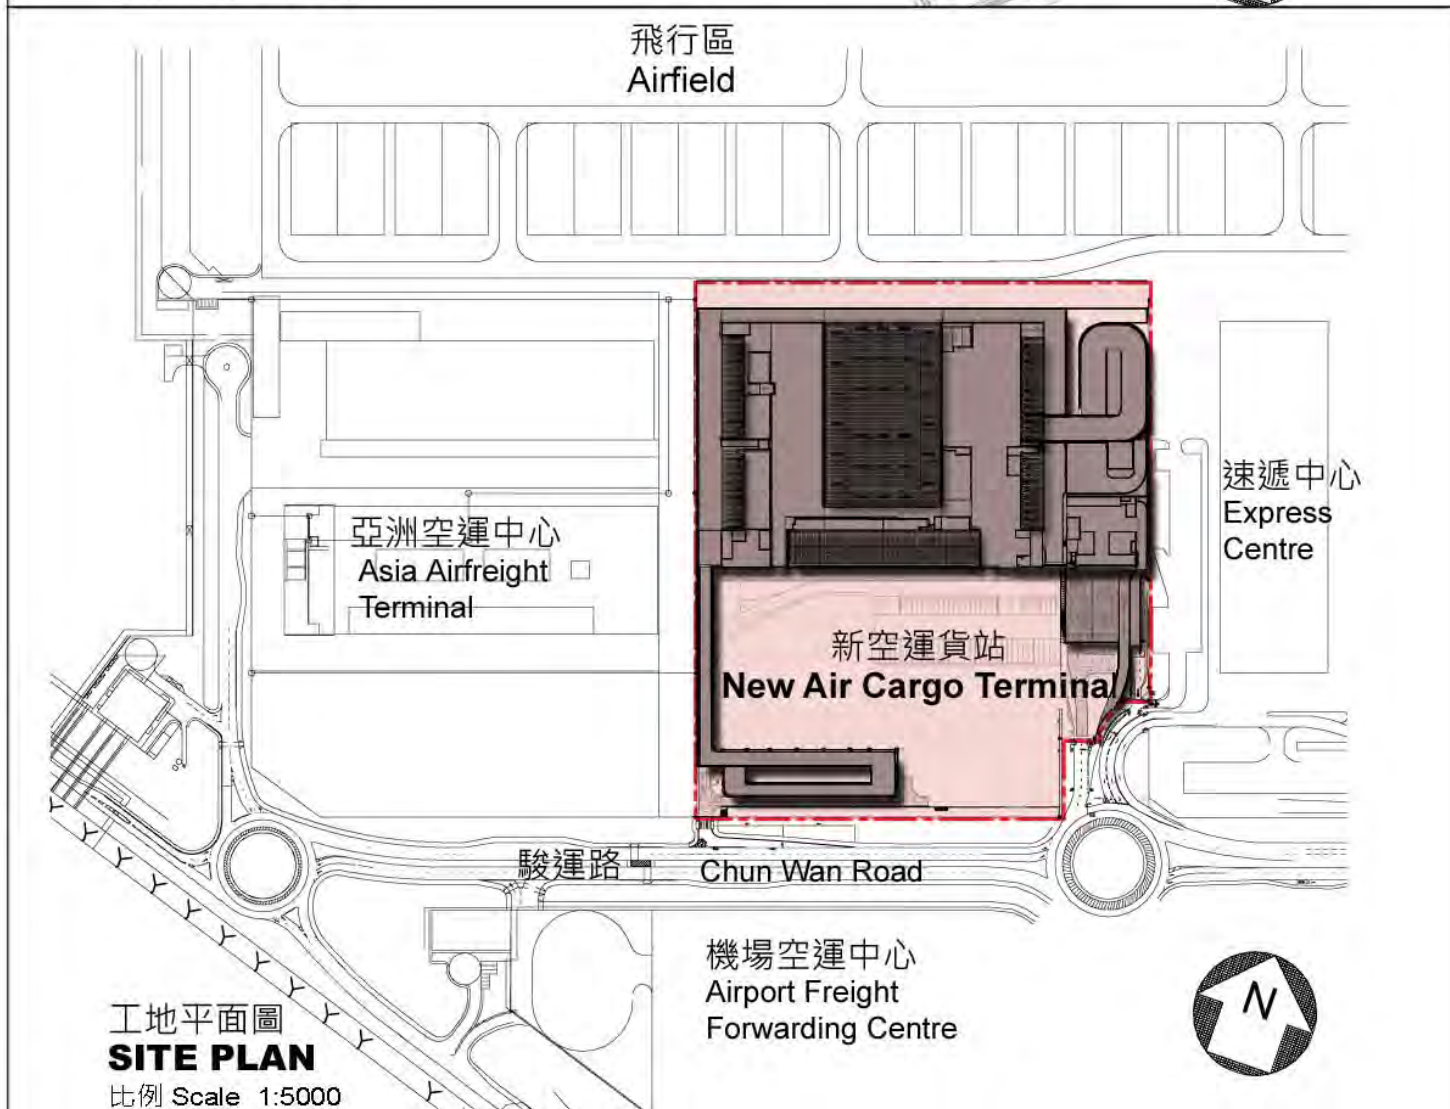 飛行區
Airfield
速遞中心
Express
Centre
亞洲空運中心
Asia Airfreight
Terminal
新空運貨站
New Air Cargo Terminal
駿運路
Chun Wan Road
機場空運中心
Airport Freight
Forwarding Centre
N
工地平面圖
SITE PLAN
比例 Scale 1:5000